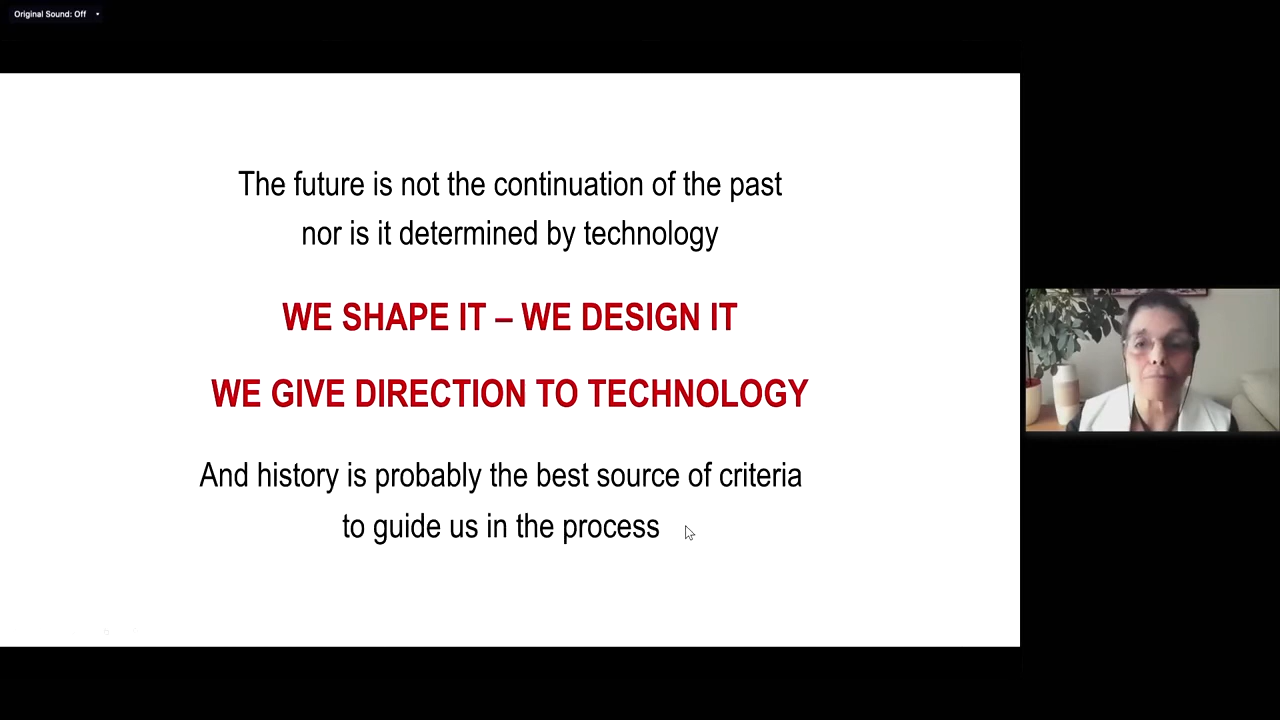 Original Sound: Off
The future is not the continuation of the past
nor is it determined by technology
WE SHAPE IT – WE DESIGN IT
WE GIVE DIRECTION TO TECHNOLOGY
And history is probably the best source of criteria
to guide us in the process